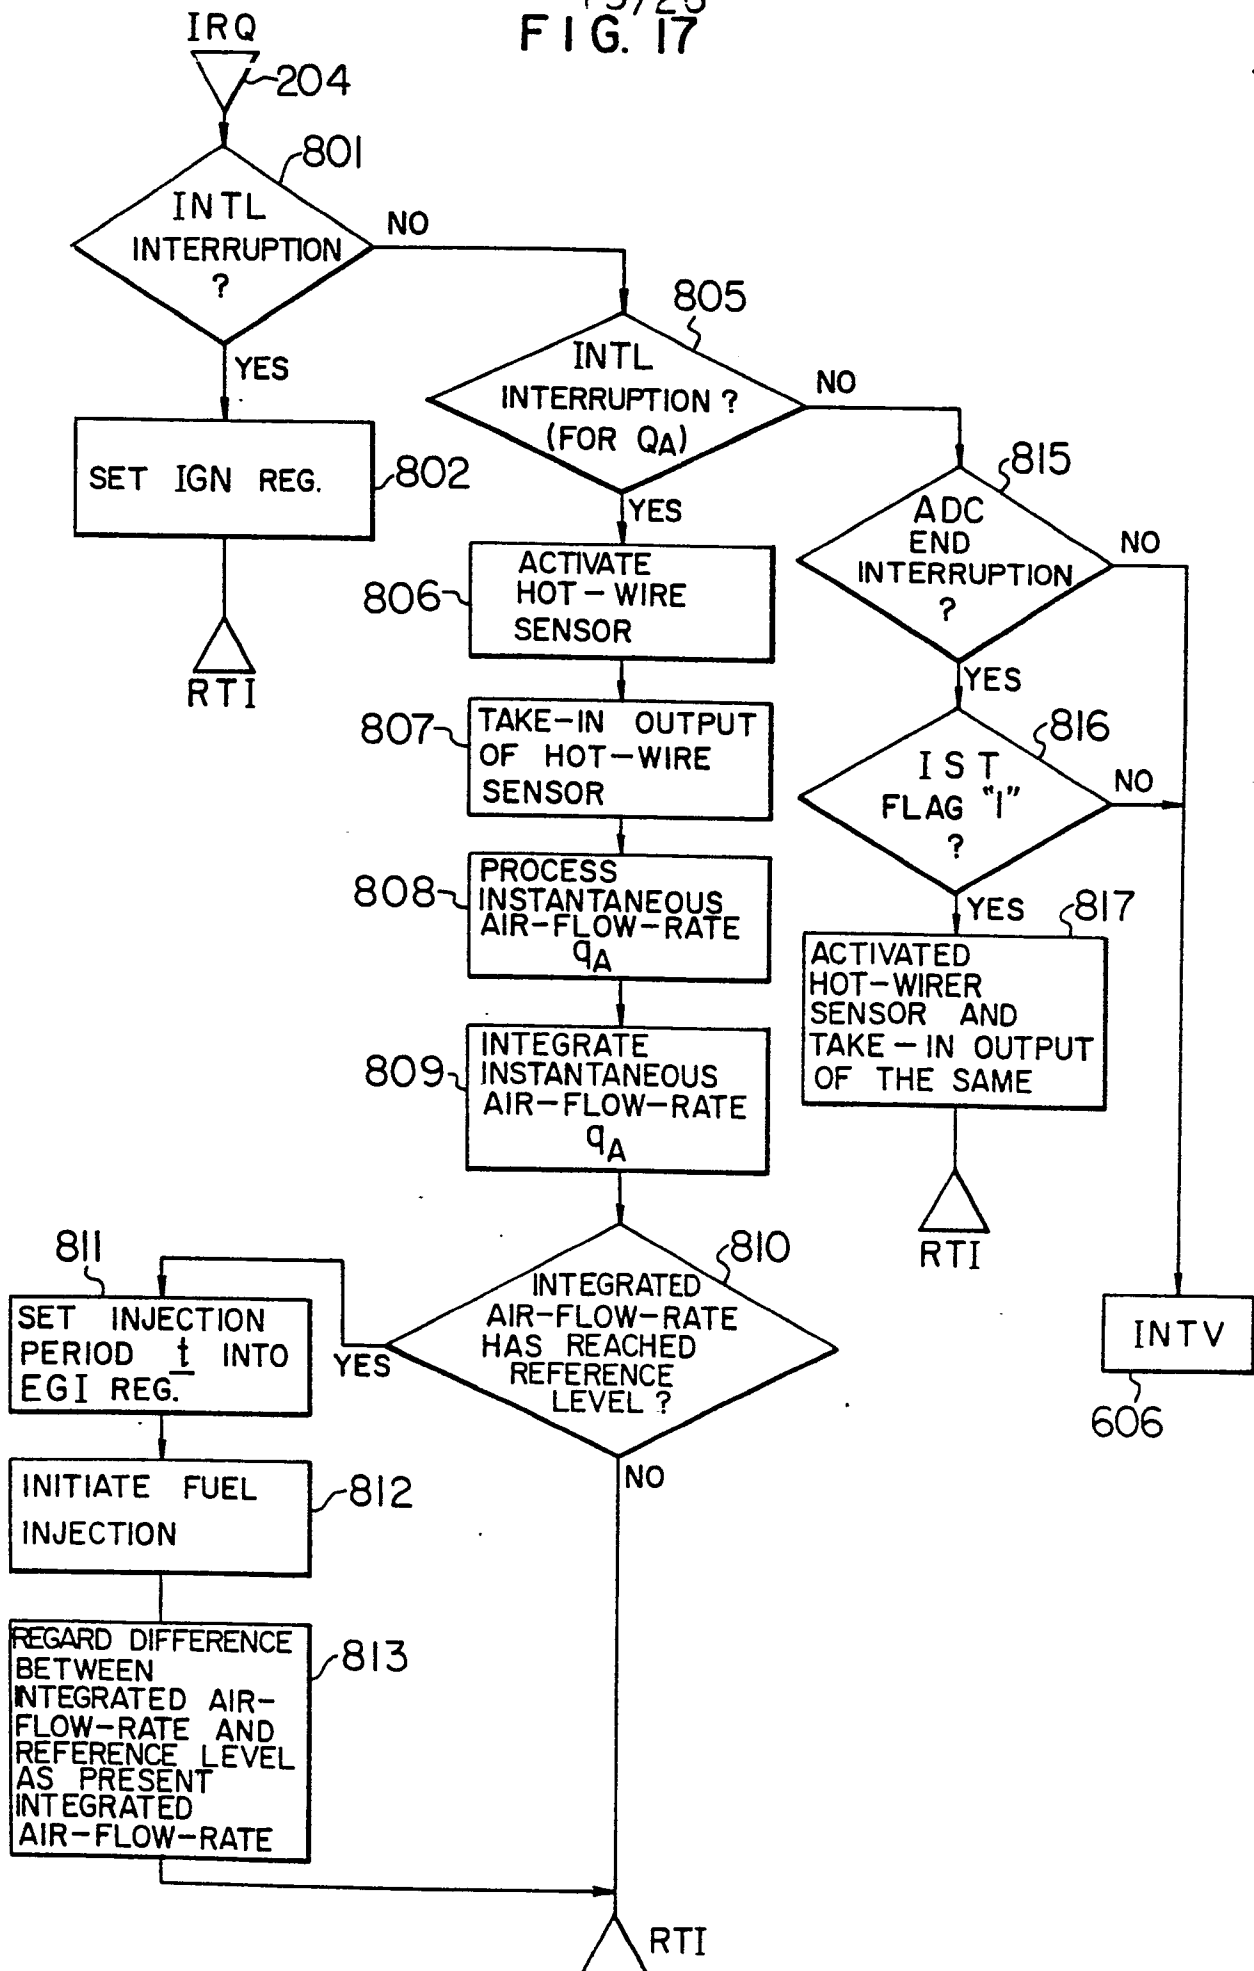 FIG. 17
IRQ
204
801
INTL
INTERRUPTION
?
NO
YES
SET IGN REG.
802
RTI
805
INTL
INTERRUPTION ?
(FOR QA)
NO
YES
806
ACTIVATE
HOT-WIRE
SENSOR
807
TAKE-IN OUTPUT
OF HOT-WIRE
SENSOR
808
PROCESS
INSTANTANEOUS
AIR-FLOW-RATE
qA
809
INTEGRATE
INSTANTANEOUS
AIR-FLOW-RATE
qA
815
ADC
END
INTERRUPTION
?
NO
YES
816
IST
FLAG "1"
?
NO
YES
817
ACTIVATED
HOT-WIRER
SENSOR AND
TAKE-IN OUTPUT
OF THE SAME
RTI
INTV
606
810
INTEGRATED
AIR-FLOW-RATE
HAS REACHED
REFERENCE
LEVEL ?
YES
NO
811
SET INJECTION
PERIOD t INTO
EGI REG.
INITIATE FUEL
INJECTION
812
REGARD DIFFERENCE
BETWEEN
INTEGRATED AIR-
FLOW-RATE AND
REFERENCE LEVEL
AS PRESENT
INTEGRATED
AIR-FLOW-RATE
813
RTI